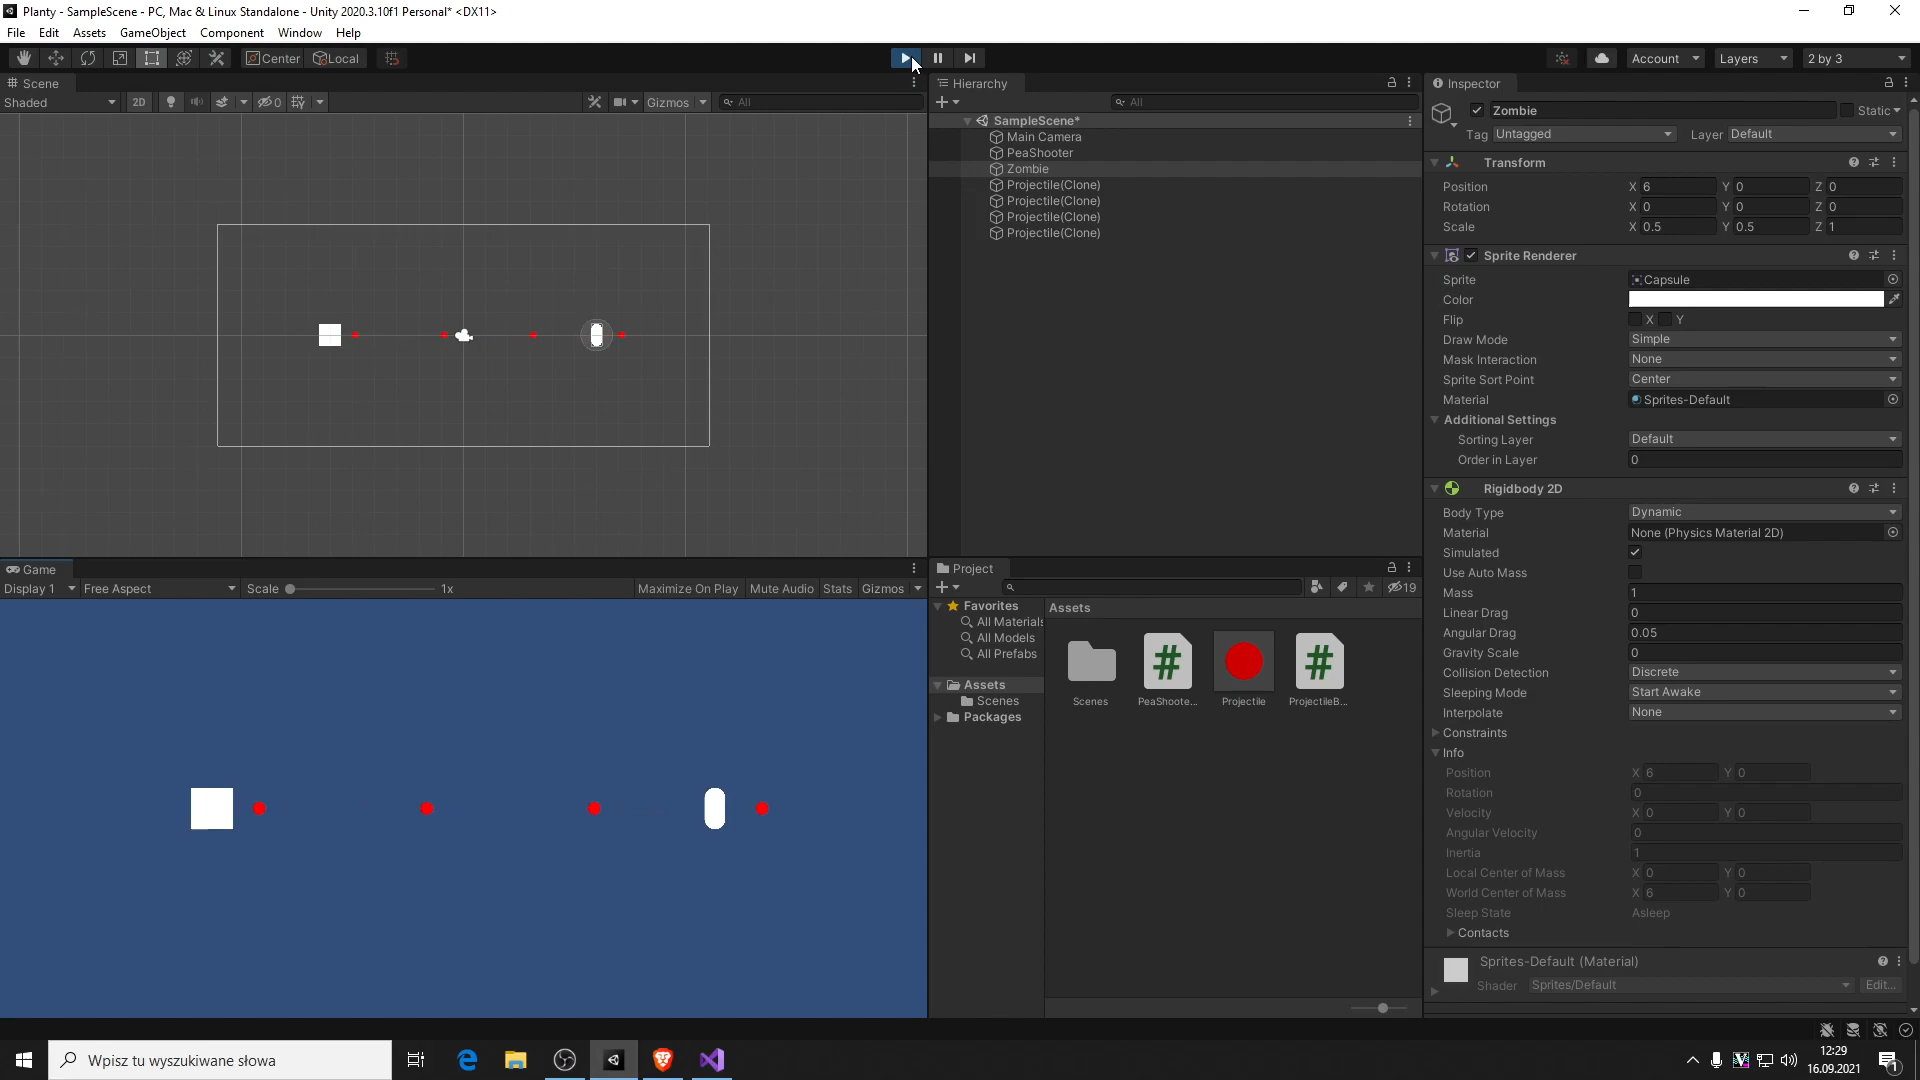 Planty - SampleScene - PC, Mac & Linux Standalone - Unity 2020.3.10f1 Personal* <DX11>
File Edit Assets GameObject Component Window Help
Center Local
Account Layers 2 by 3
Scene
Shaded 2D 0 Gizmos All
Hierarchy
All
SampleScene*
Main Camera
PeaShooter
Zombie
Projectile(Clone)
Projectile(Clone)
Projectile(Clone)
Projectile(Clone)
Game
Display 1 Free Aspect Scale 1x Maximize On Play Mute Audio Stats Gizmos
Project
19
Favorites
All Materials
All Models
All Prefabs
Assets
Scenes
Packages
Assets
Scenes PeaShoote... Projectile ProjectileB...
Inspector
Zombie Static
Tag Untagged Layer Default
Transform
Position X 6 Y 0 Z 0
Rotation X 0 Y 0 Z 0
Scale X 0.5 Y 0.5 Z 1
Sprite Renderer
Sprite Capsule
Color
Flip X Y
Draw Mode Simple
Mask Interaction None
Sprite Sort Point Center
Material Sprites-Default
Additional Settings
Sorting Layer Default
Order in Layer 0
Rigidbody 2D
Body Type Dynamic
Material None (Physics Material 2D)
Simulated
Use Auto Mass
Mass 1
Linear Drag 0
Angular Drag 0.05
Gravity Scale 0
Collision Detection Discrete
Sleeping Mode Start Awake
Interpolate None
Constraints
Info
Position X 6 Y 0
Rotation 0
Velocity X 0 Y 0
Angular Velocity 0
Inertia 1
Local Center of Mass X 0 Y 0
World Center of Mass X 6 Y 0
Sleep State Asleep
Contacts
Sprites-Default (Material)
Shader Sprites/Default Edit...
Wpisz tu wyszukiwane słowa
12:29
16.09.2021
1